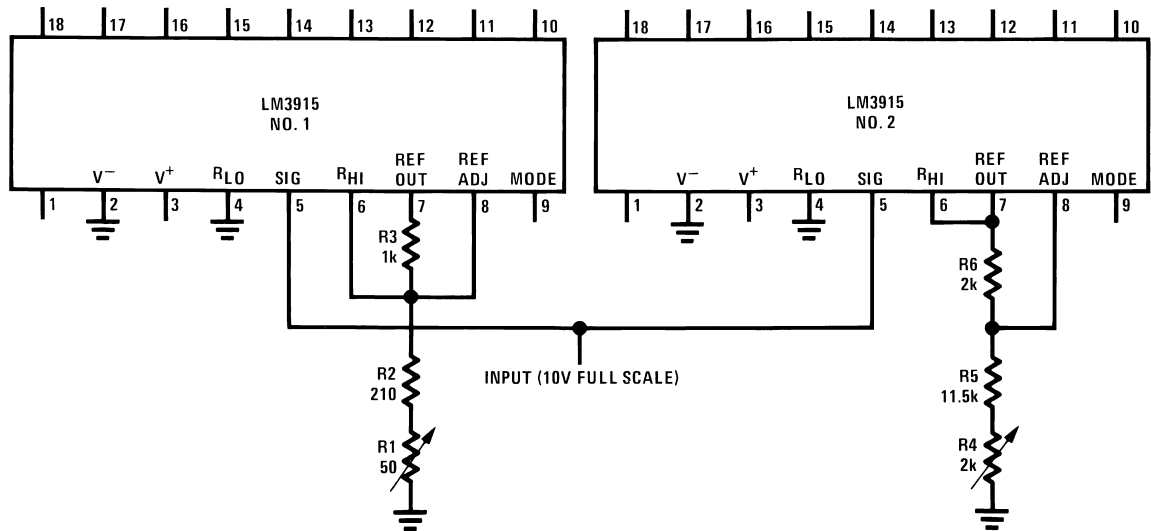 18 17 16 15 14 13 12 11 10
LM3915
NO. 1
V− V+ RLO SIG RHI REF OUT REF ADJ MODE
1 2 3 4 5 6 7 8 9
R3
1k
R2
210
R1
50
18 17 16 15 14 13 12 11 10
LM3915
NO. 2
V− V+ RLO SIG RHI REF OUT REF ADJ MODE
1 2 3 4 5 6 7 8 9
R6
2k
R5
11.5k
R4
2k
INPUT (10V FULL SCALE)